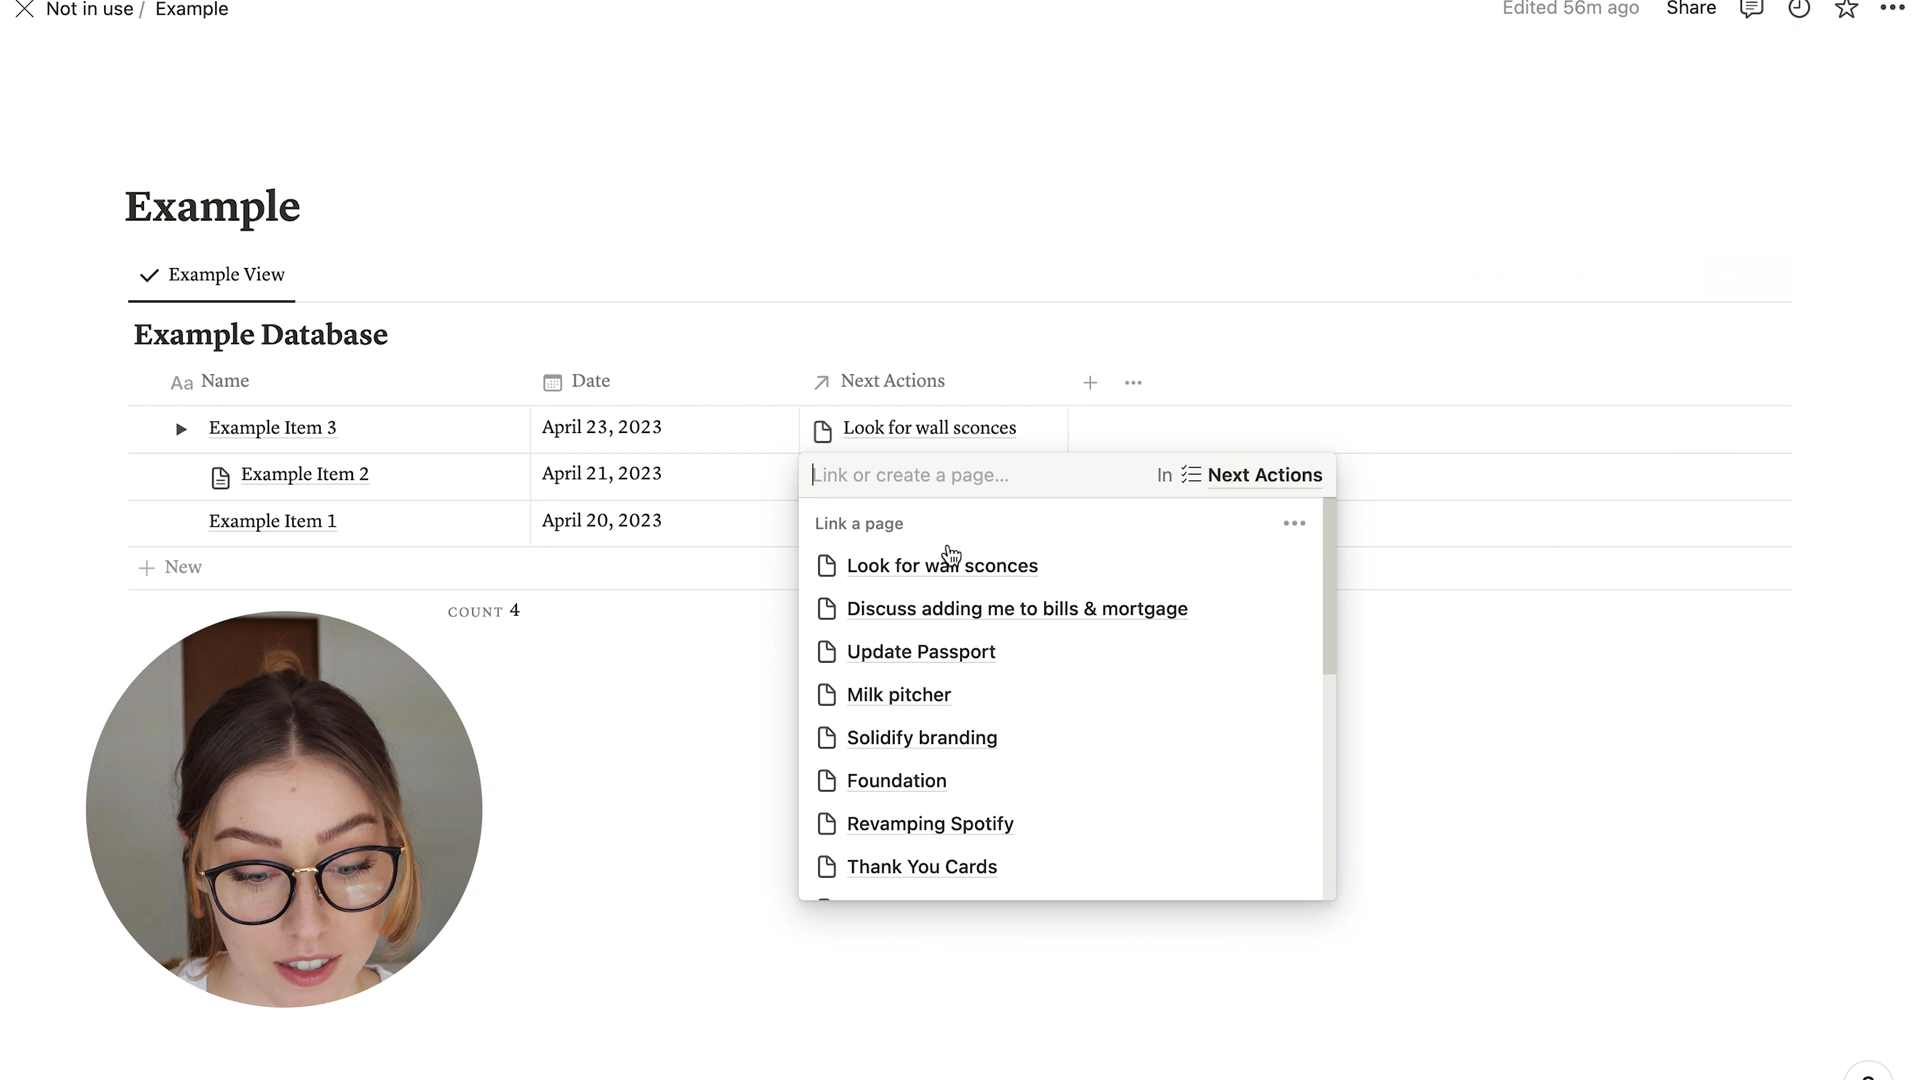 Not in use / Example
Edited 56m ago Share
Example
Example View
Example Database
Aa Name Date Next Actions
Example Item 3 April 23, 2023 Look for wall sconces
Example Item 2 April 21, 2023
Link or create a page... In Next Actions
Example Item 1 April 20, 2023
Link a page
New
Look for wall sconces
COUNT 4
Discuss adding me to bills & mortgage
Update Passport
Milk pitcher
Solidify branding
Foundation
Revamping Spotify
Thank You Cards